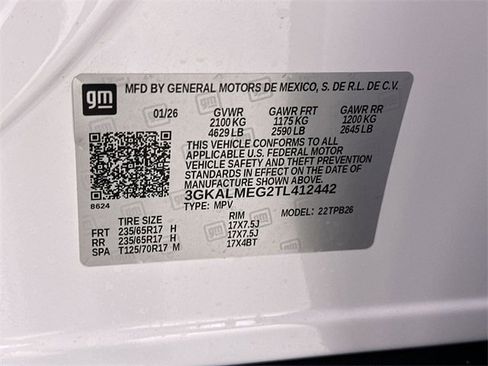 gm
MFD BY GENERAL MOTORS DE MEXICO, S. DE R.L. DE C.V.
01/26 GVWR GAWR FRT GAWR RR
2100 KG 1175 KG 1200 KG
4629 LB 2590 LB 2645 LB
THIS VEHICLE CONFORMS TO ALL
APPLICABLE U.S. FEDERAL MOTOR
VEHICLE SAFETY AND THEFT PREVENTION
STANDARDS IN EFFECT ON THE DATE OF
MANUFACTURE SHOWN ABOVE.
8624 3GKALMEG2TL412442
TYPE: MPV MODEL: 22TPB26
TIRE SIZE RIM
FRT 235/65R17 H 17X7.5J
RR 235/65R17 H 17X7.5J
SPA T125/70R17 M 17X4BT